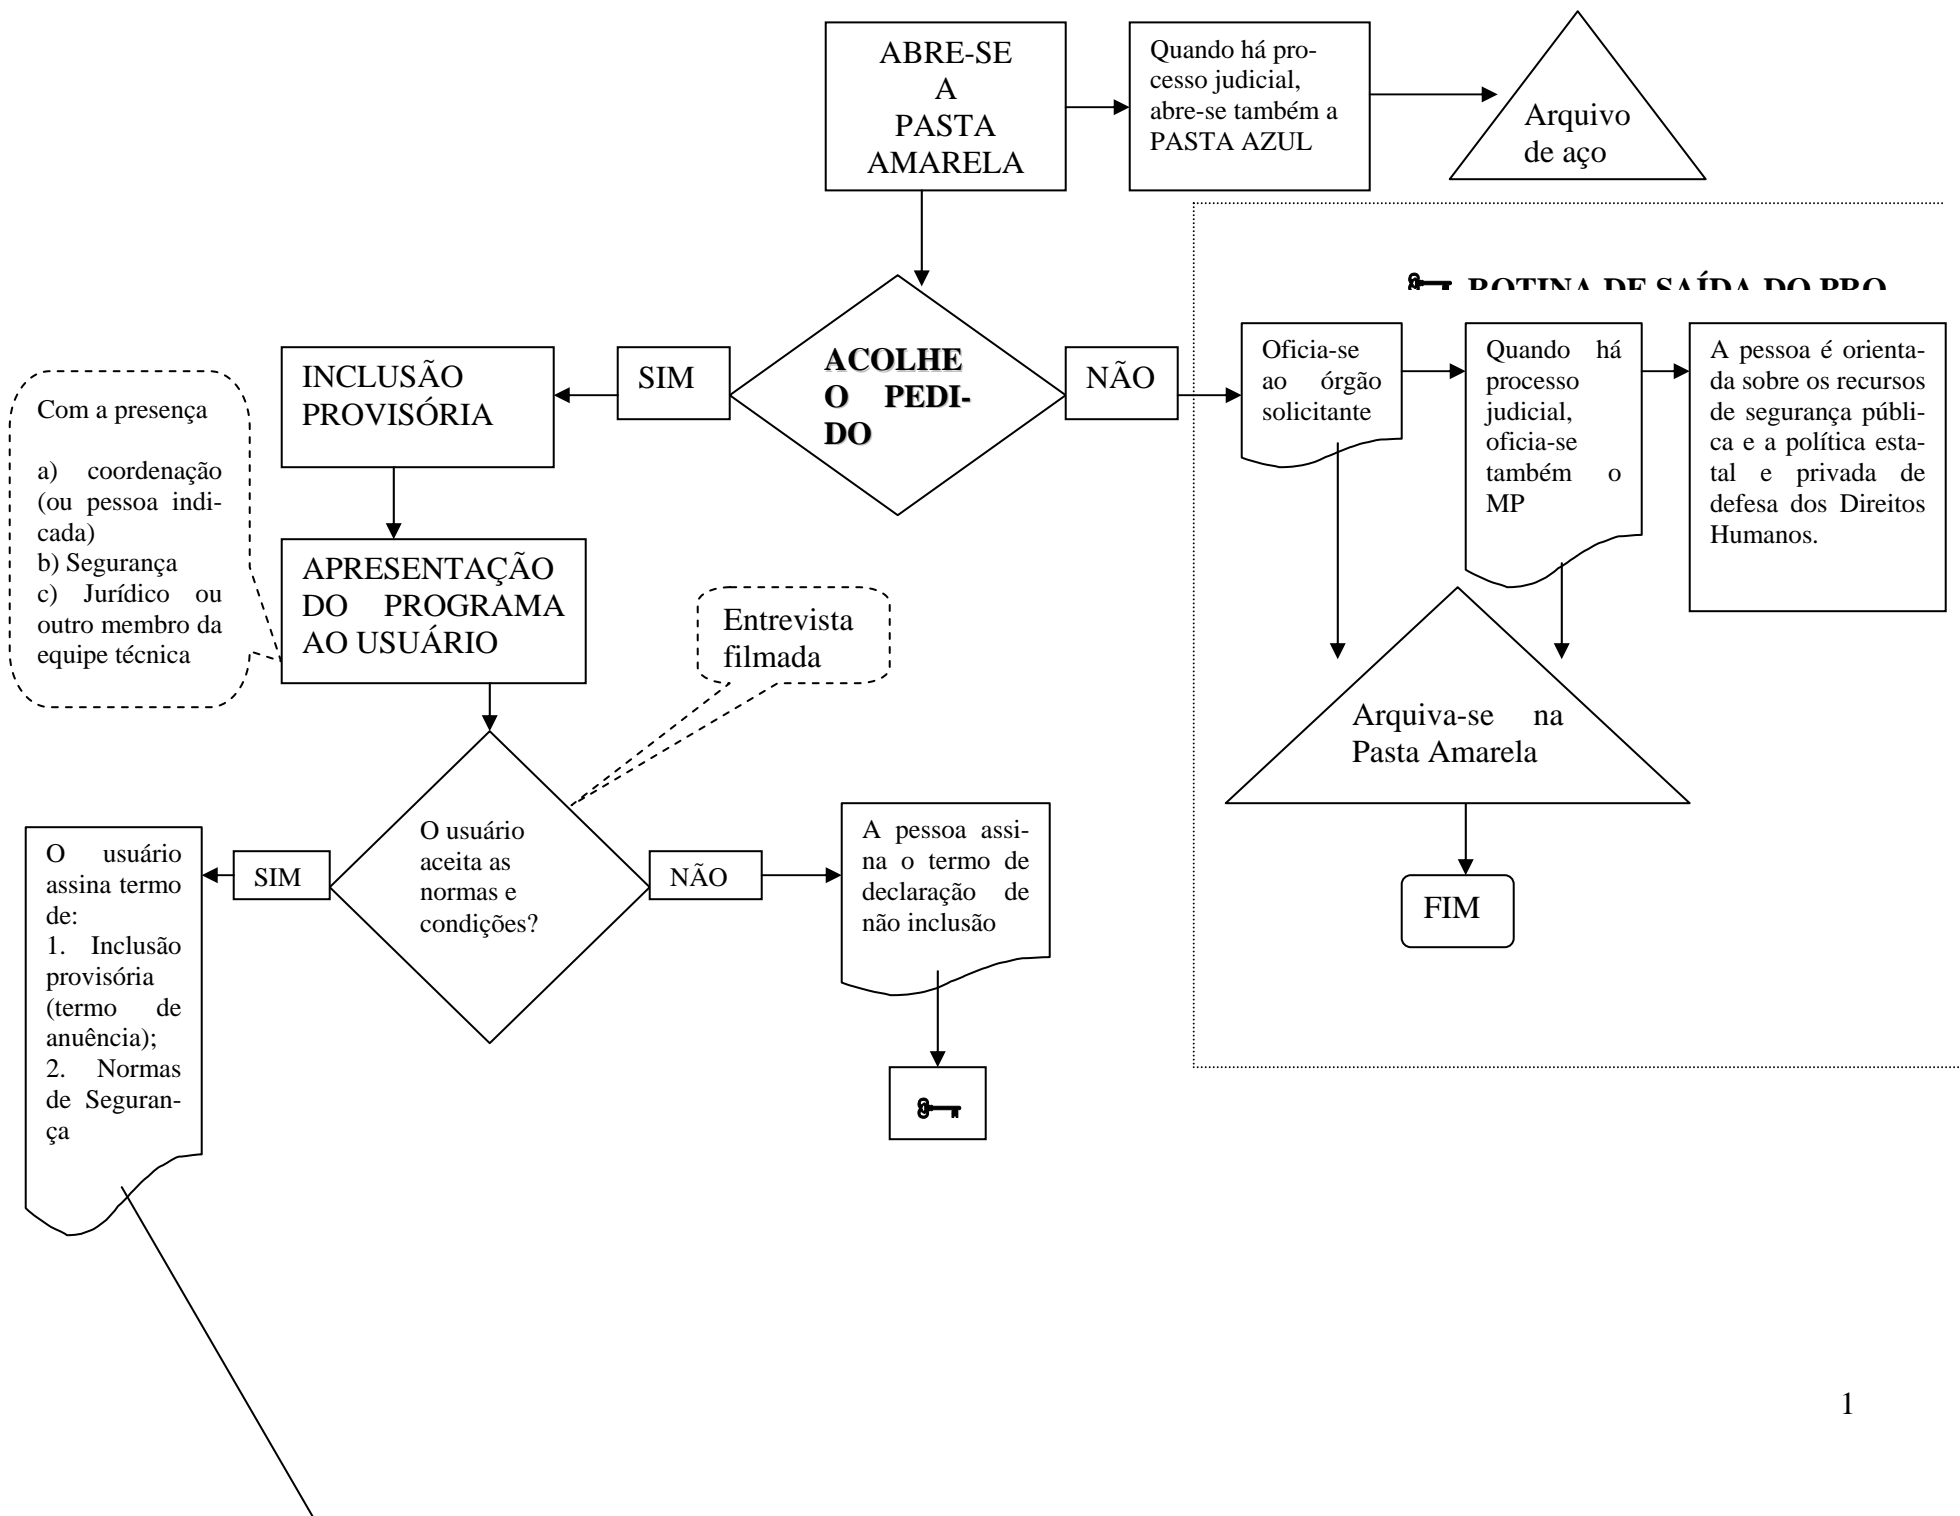 ABRE-SE
A
PASTA
AMARELA
Quando há pro-
cesso judicial,
abre-se também a
PASTA AZUL
Arquivo
de aço
ROTINA DE SAÍDA DO PRO
ACOLHE
O PEDI-
DO
SIM
NÃO
INCLUSÃO
PROVISÓRIA
Oficia-se
ao órgão
solicitante
Quando há
processo
judicial,
oficia-se
também o
MP
A pessoa é orienta-
da sobre os recursos
de segurança públi-
ca e a política esta-
tal e privada de
defesa dos Direitos
Humanos.
Com a presença
a) coordenação
(ou pessoa indi-
cada)
b) Segurança
c) Jurídico ou
outro membro da
equipe técnica
APRESENTAÇÃO
DO PROGRAMA
AO USUÁRIO
Entrevista
filmada
Arquiva-se na
Pasta Amarela
FIM
O usuário
aceita as
normas e
condições?
SIM
NÃO
A pessoa assi-
na o termo de
declaração de
não inclusão
O usuário
assina termo
de:
1. Inclusão
provisória
(termo de
anuência);
2. Normas
de Seguran-
ça
1